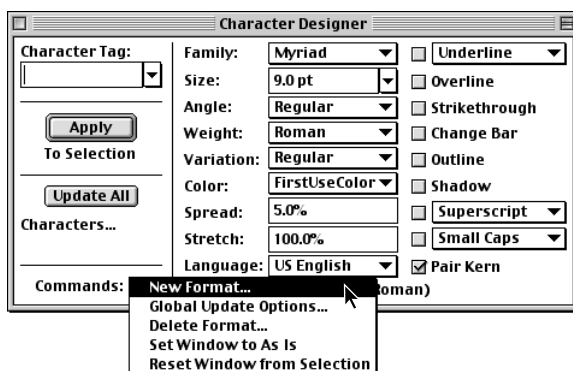 Character Designer
Character Tag:
Apply
To Selection
Update All
Characters...
Family: Myriad
Size: 9.0 pt
Angle: Regular
Weight: Roman
Variation: Regular
Color: FirstUseColor
Spread: 5.0%
Stretch: 100.0%
Language: US English
Underline
Overline
Strikethrough
Change Bar
Outline
Shadow
Superscript
Small Caps
Pair Kern
Commands:
New Format...
Global Update Options...
Delete Format...
Set Window to As Is
Reset Window from Selection